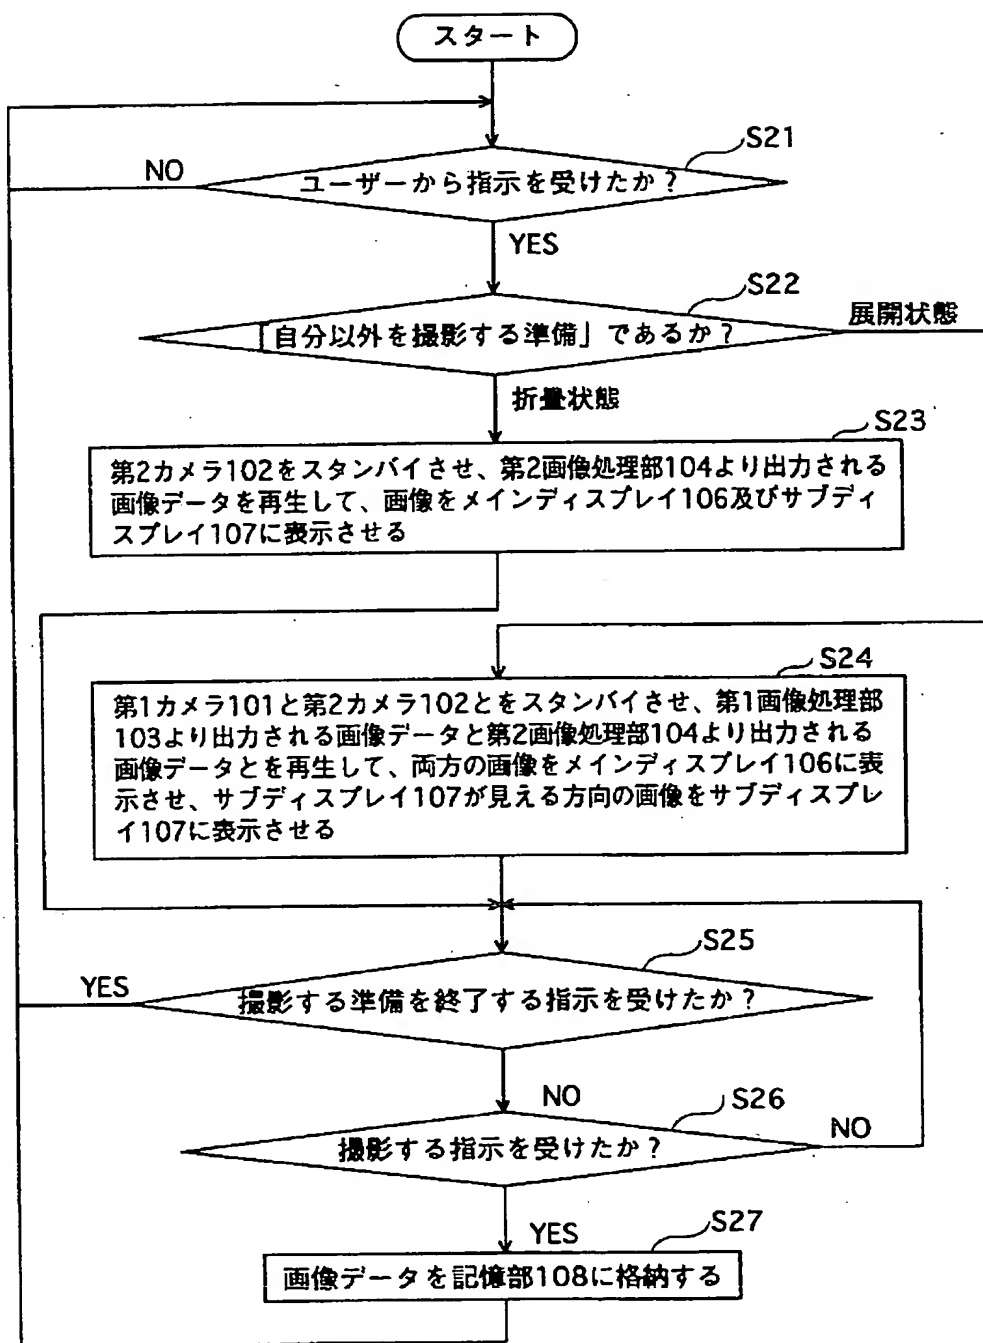 スタート
S21
NO
ユーザーから指示を受けたか？
YES
S22
展開状態
「自分以外を撮影する準備」であるか？
折畳状態
S23
第2カメラ102をスタンバイさせ、第2画像処理部104より出力される
画像データを再生して、画像をメインディスプレイ106及びサブディ
スプレイ107に表示させる
S24
第1カメラ101と第2カメラ102とをスタンバイさせ、第1画像処理部
103より出力される画像データと第2画像処理部104より出力される
画像データとを再生して、両方の画像をメインディスプレイ106に表
示させ、サブディスプレイ107が見える方向の画像をサブディスプレ
イ107に表示させる
S25
YES
撮影する準備を終了する指示を受けたか？
NO
S26
NO
撮影する指示を受けたか？
YES
S27
画像データを記憶部108に格納する